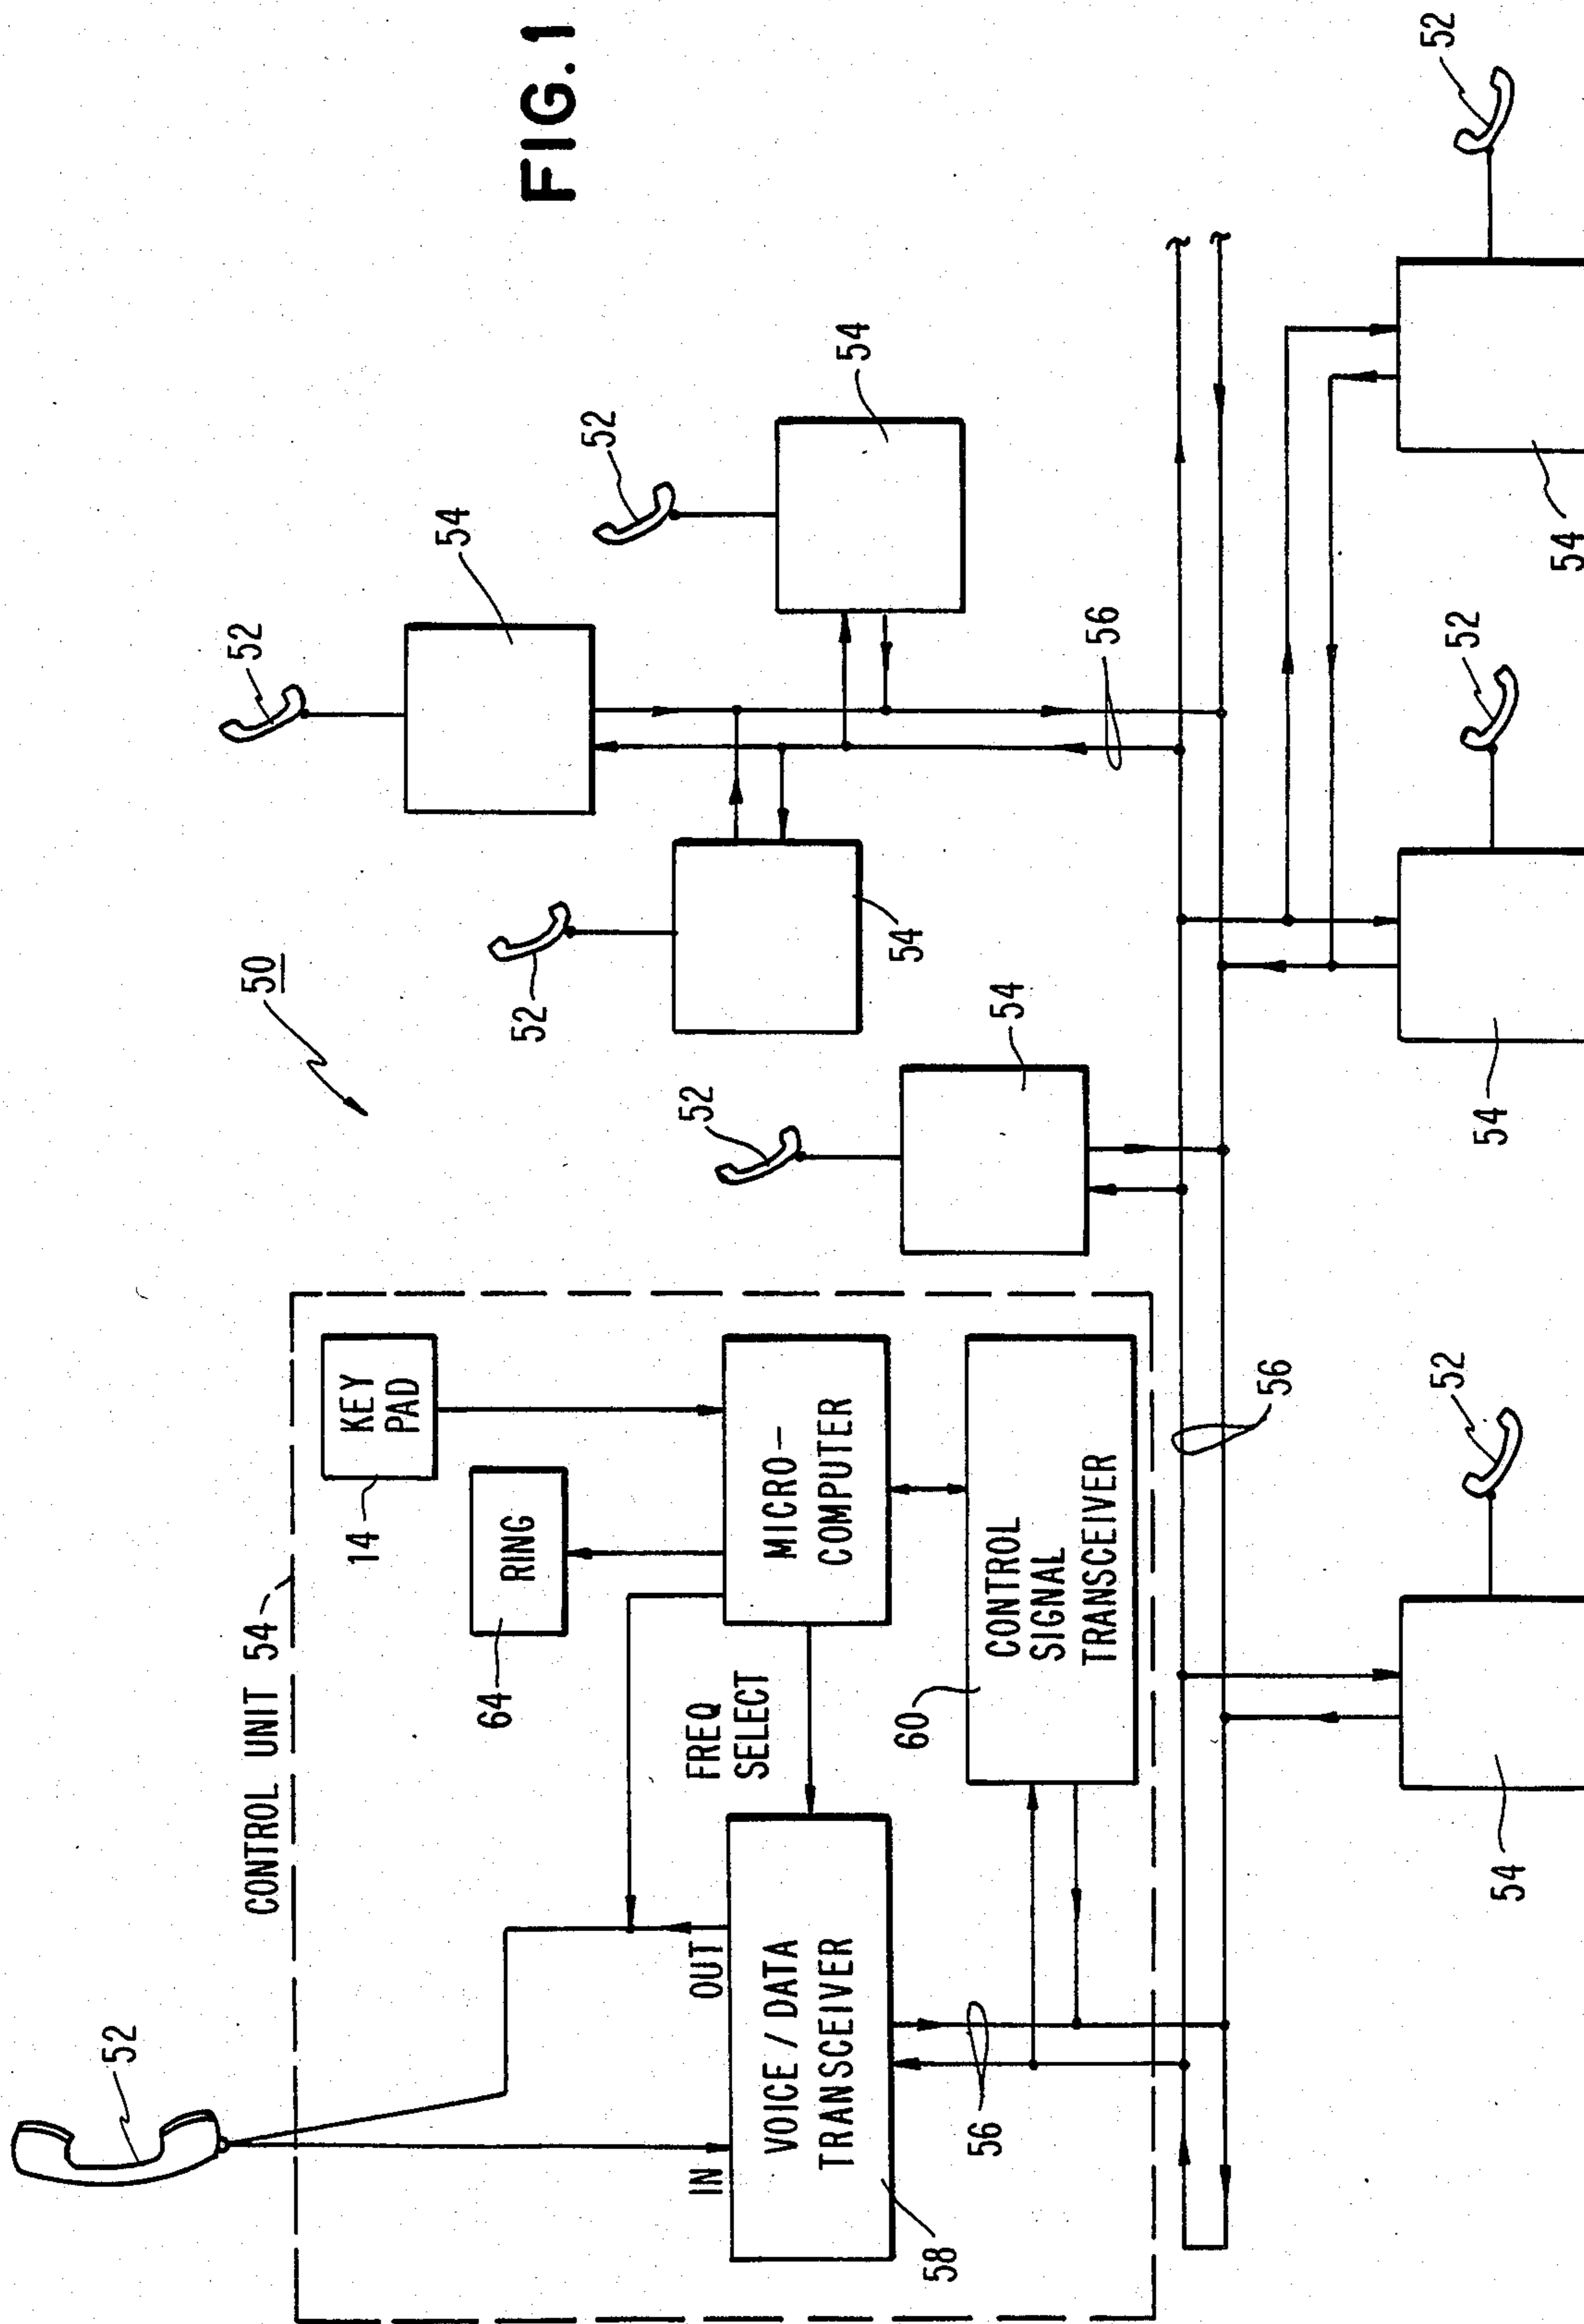 FIG. 1
50
52
CONTROL UNIT 54
KEY
PAD
14
RING
64
MICRO-
COMPUTER
FREQ
SELECT
OUT
IN
VOICE / DATA
TRANSCEIVER
58
CONTROL
SIGNAL
TRANSCEIVER
60
56
56
52
54
52
54
52
54
52
54
56
52
54
52
54
52
54